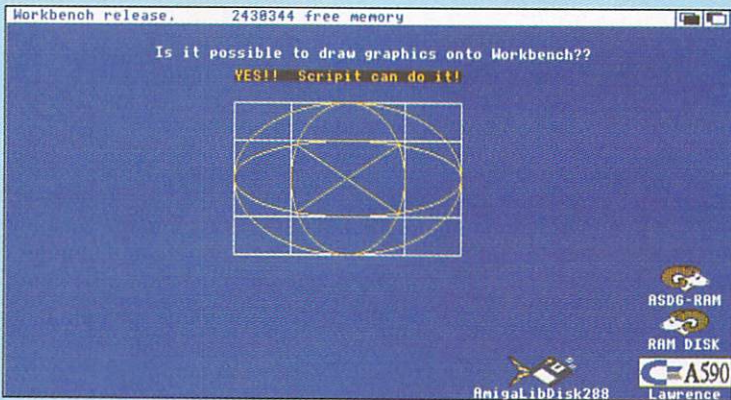 Workbench release. 2430344 free memory
Is it possible to draw graphics onto Workbench??
YES!! Scripit can do it!
ASDG-RAM
RAM DISK
A590
AmigaLibDisk288
Lawrence